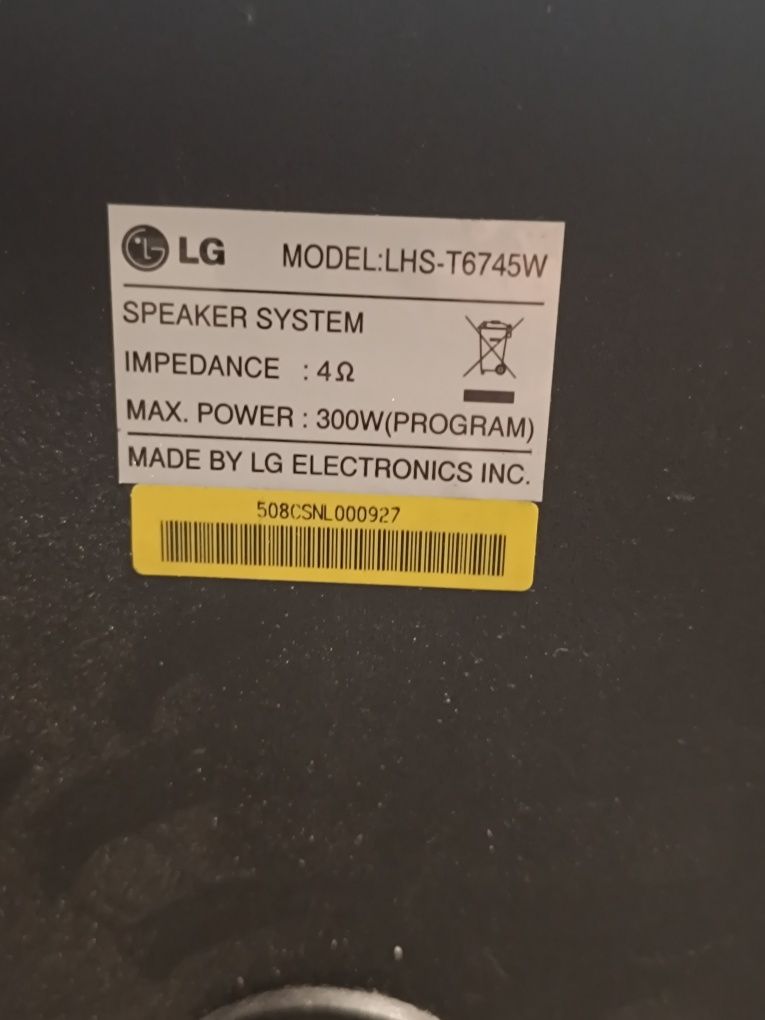 LG MODEL:LHS-T6745W
SPEAKER SYSTEM
IMPEDANCE : 4Ω
MAX. POWER : 300W(PROGRAM)
MADE BY LG ELECTRONICS INC.
508CSNL000927